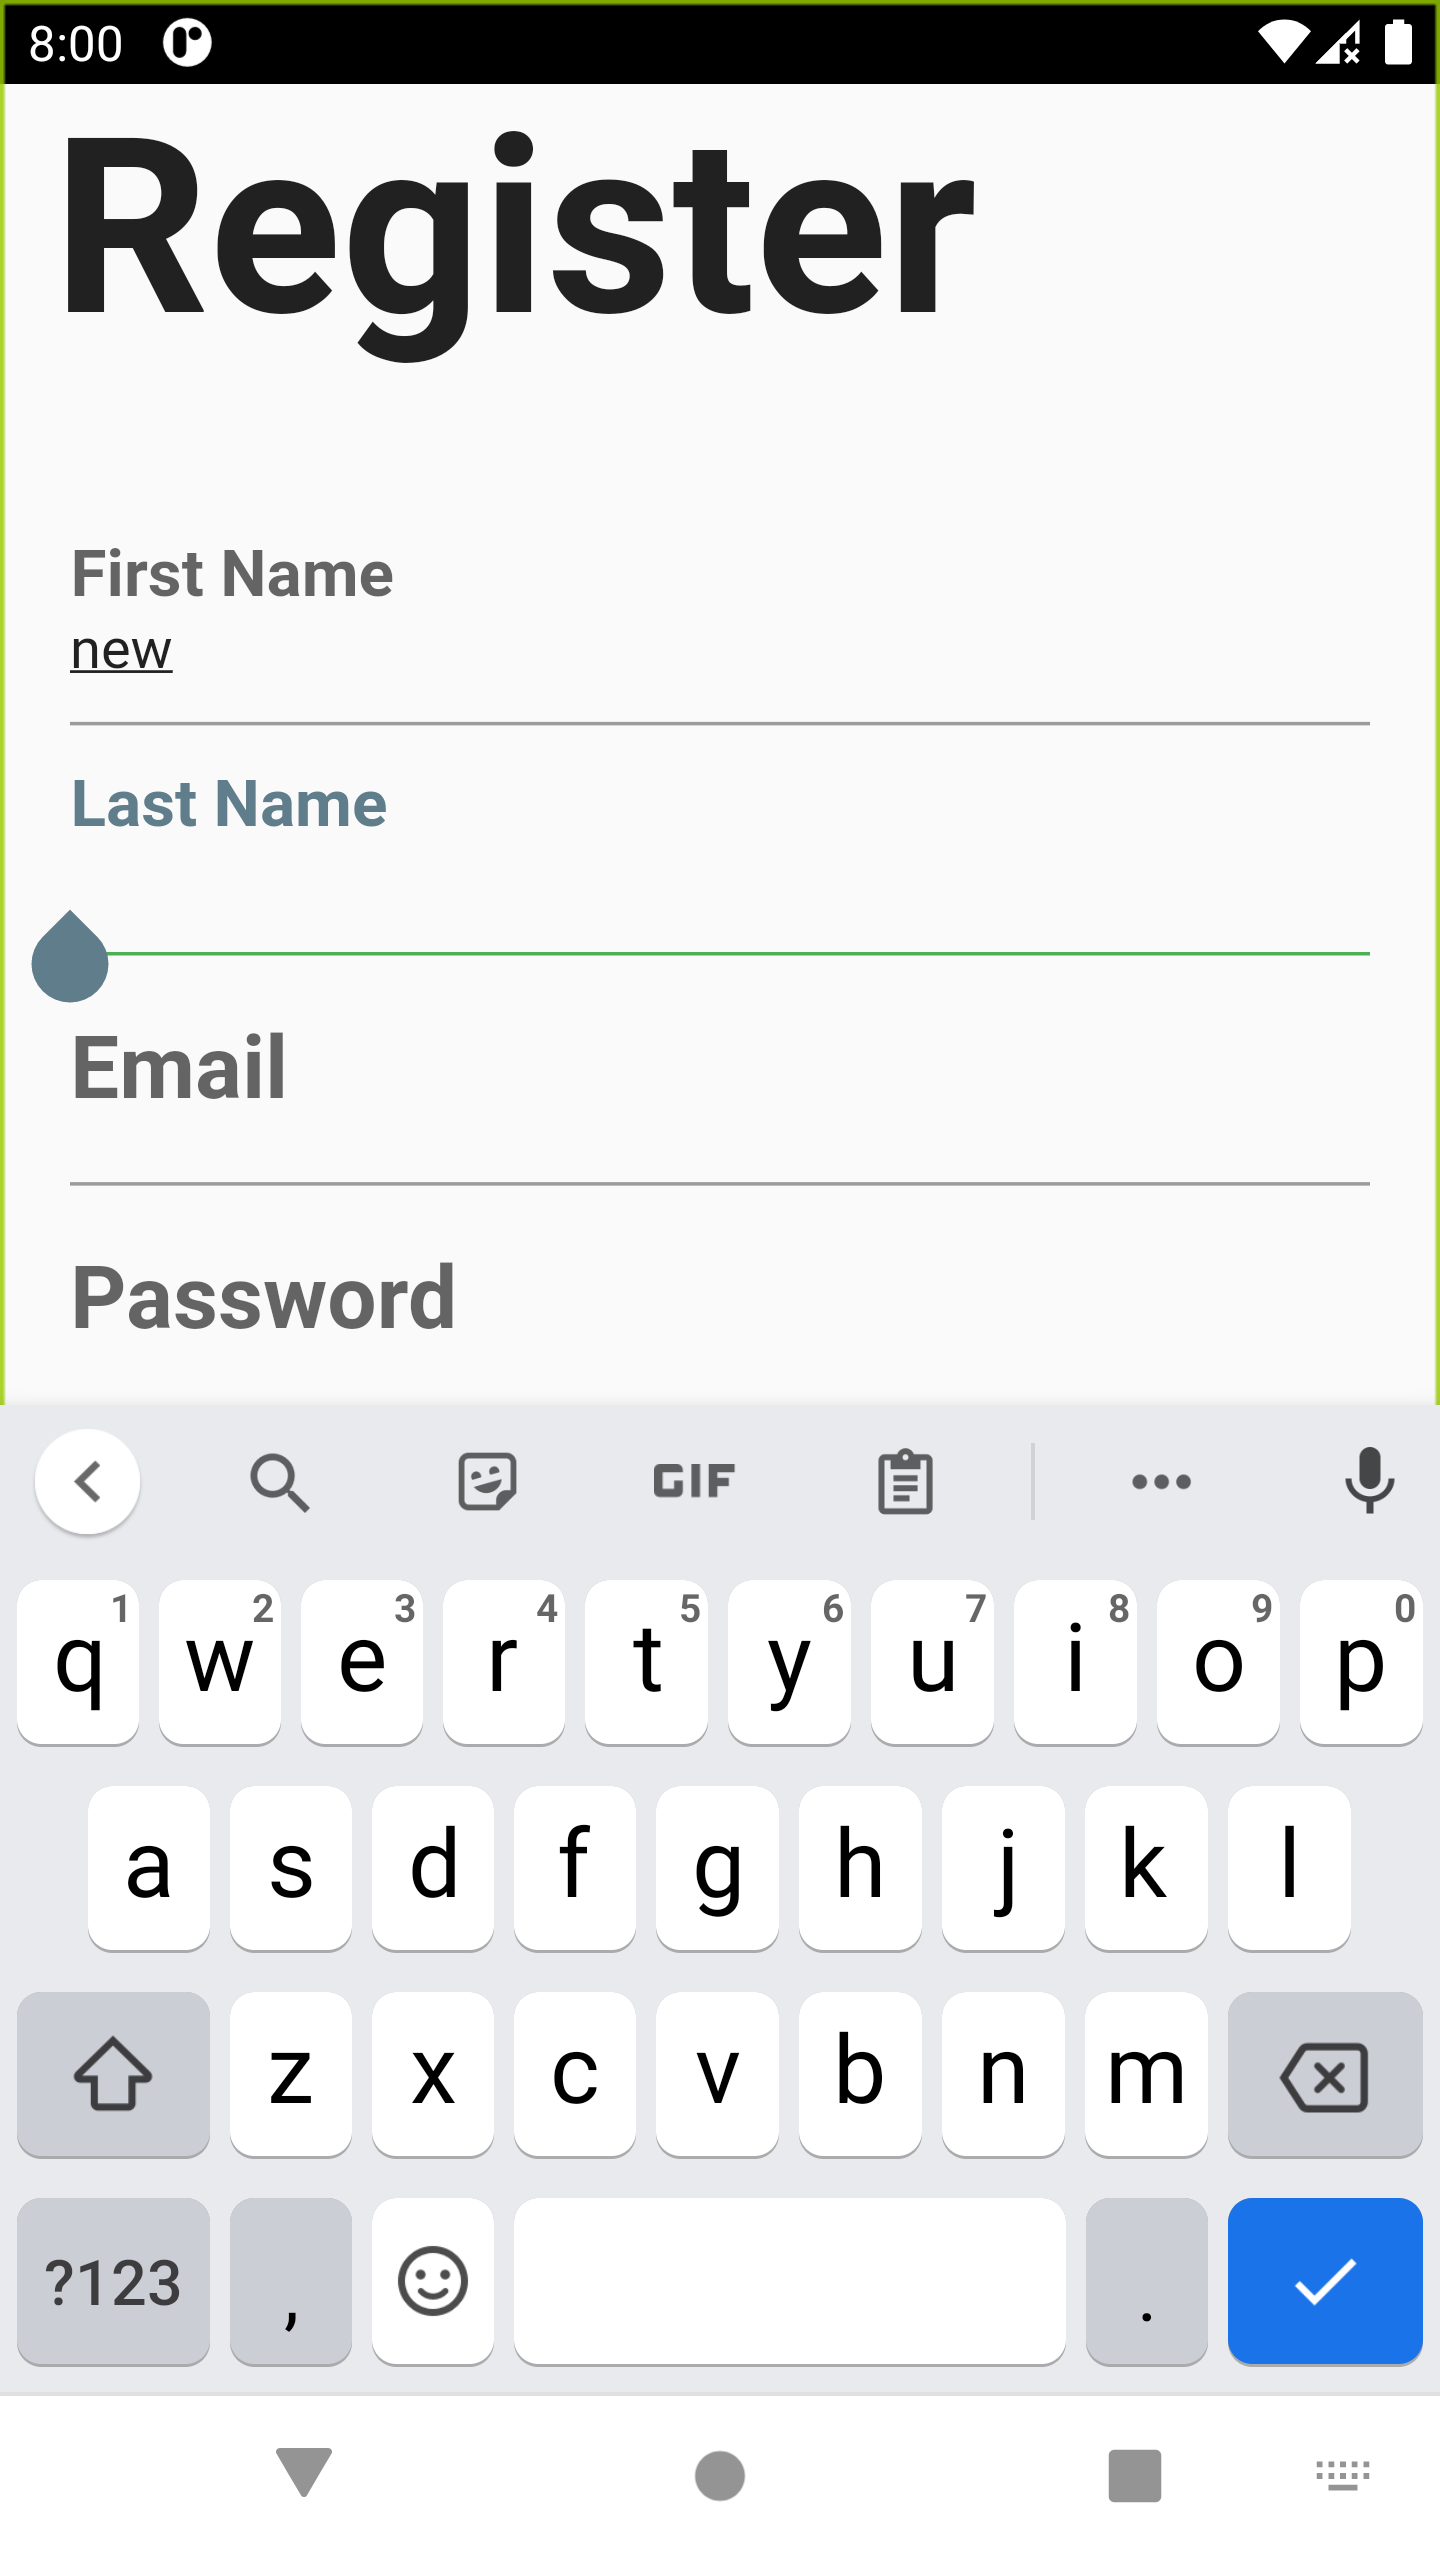 8:00
Register
First Name
new
Last Name
Email
Password
GIF
q 1 w 2 e 3 r 4 t 5 y 6 u 7 i 8 o 9 p 0
a s d f g h j k l
z x c v b n m
?123 , .